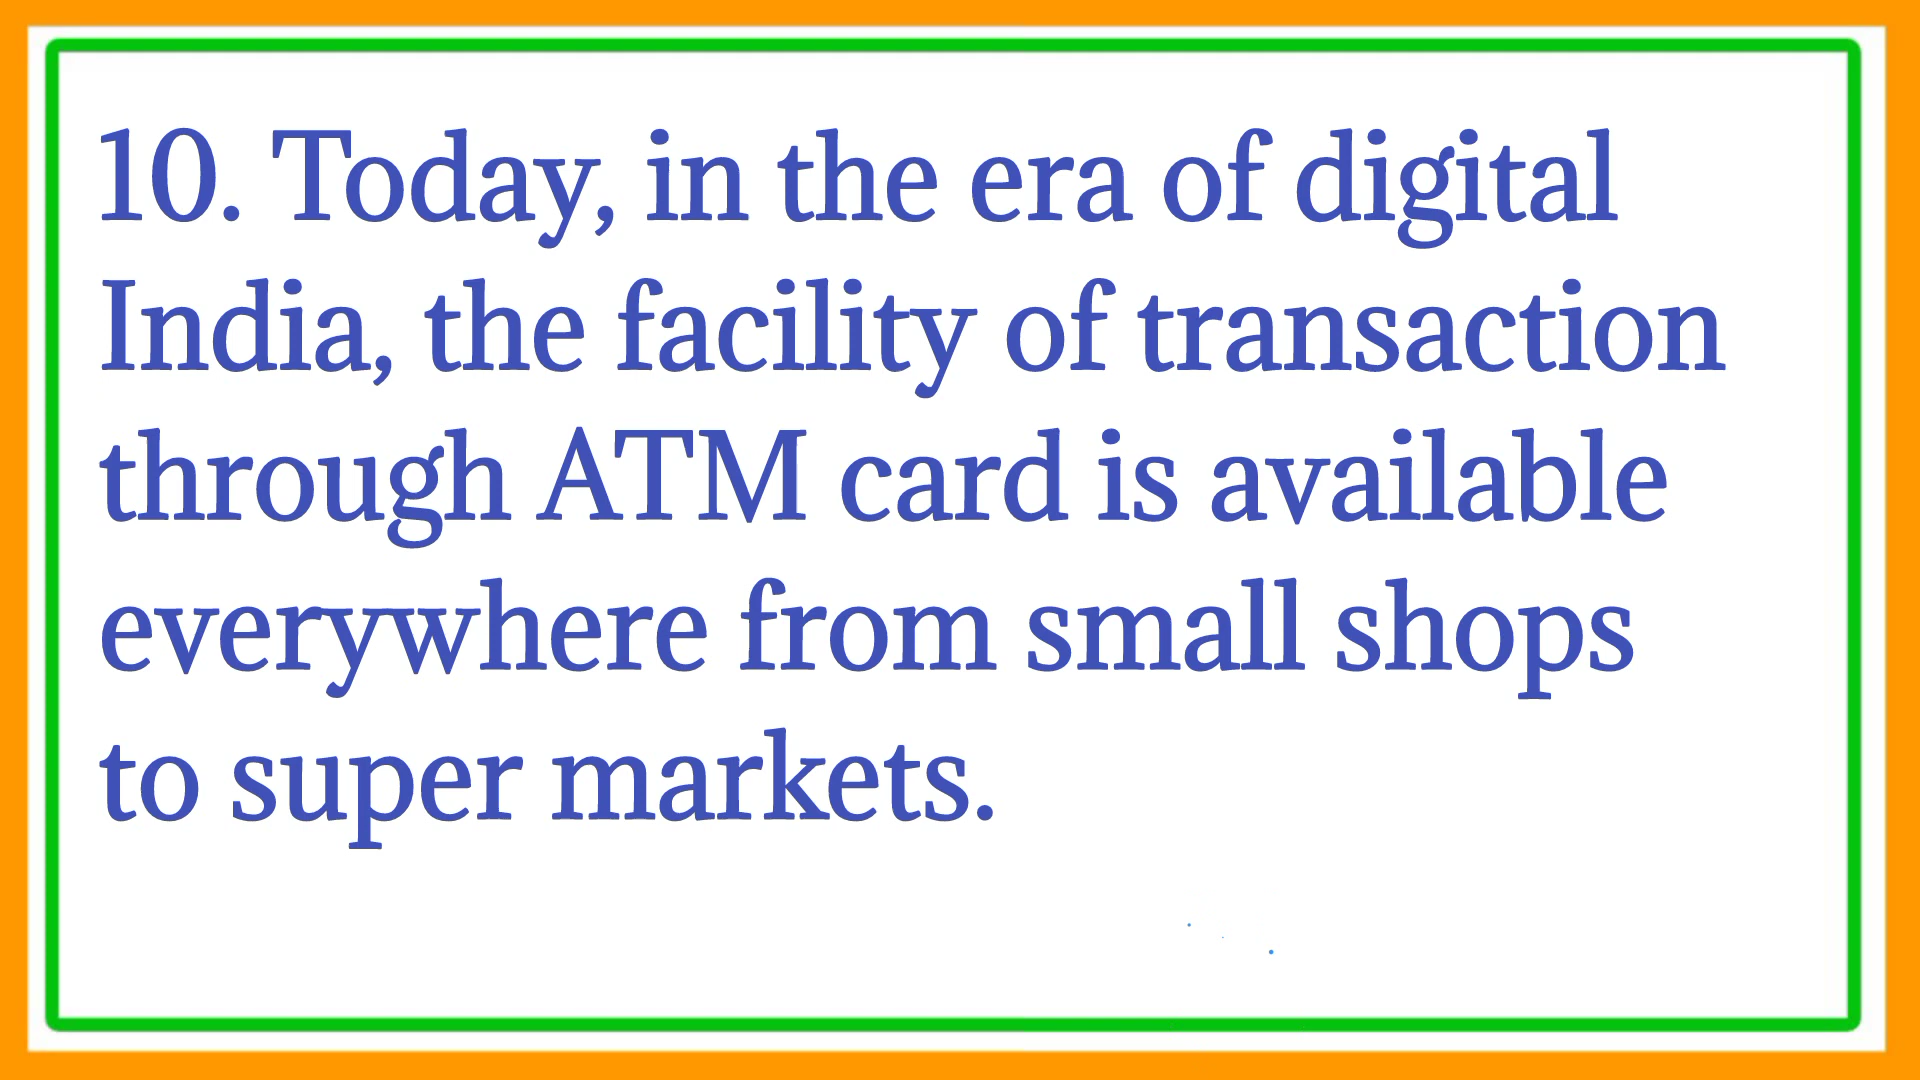 10. Today, in the era of digital
India, the facility of transaction
through ATM card is available
everywhere from small shops
to super markets.